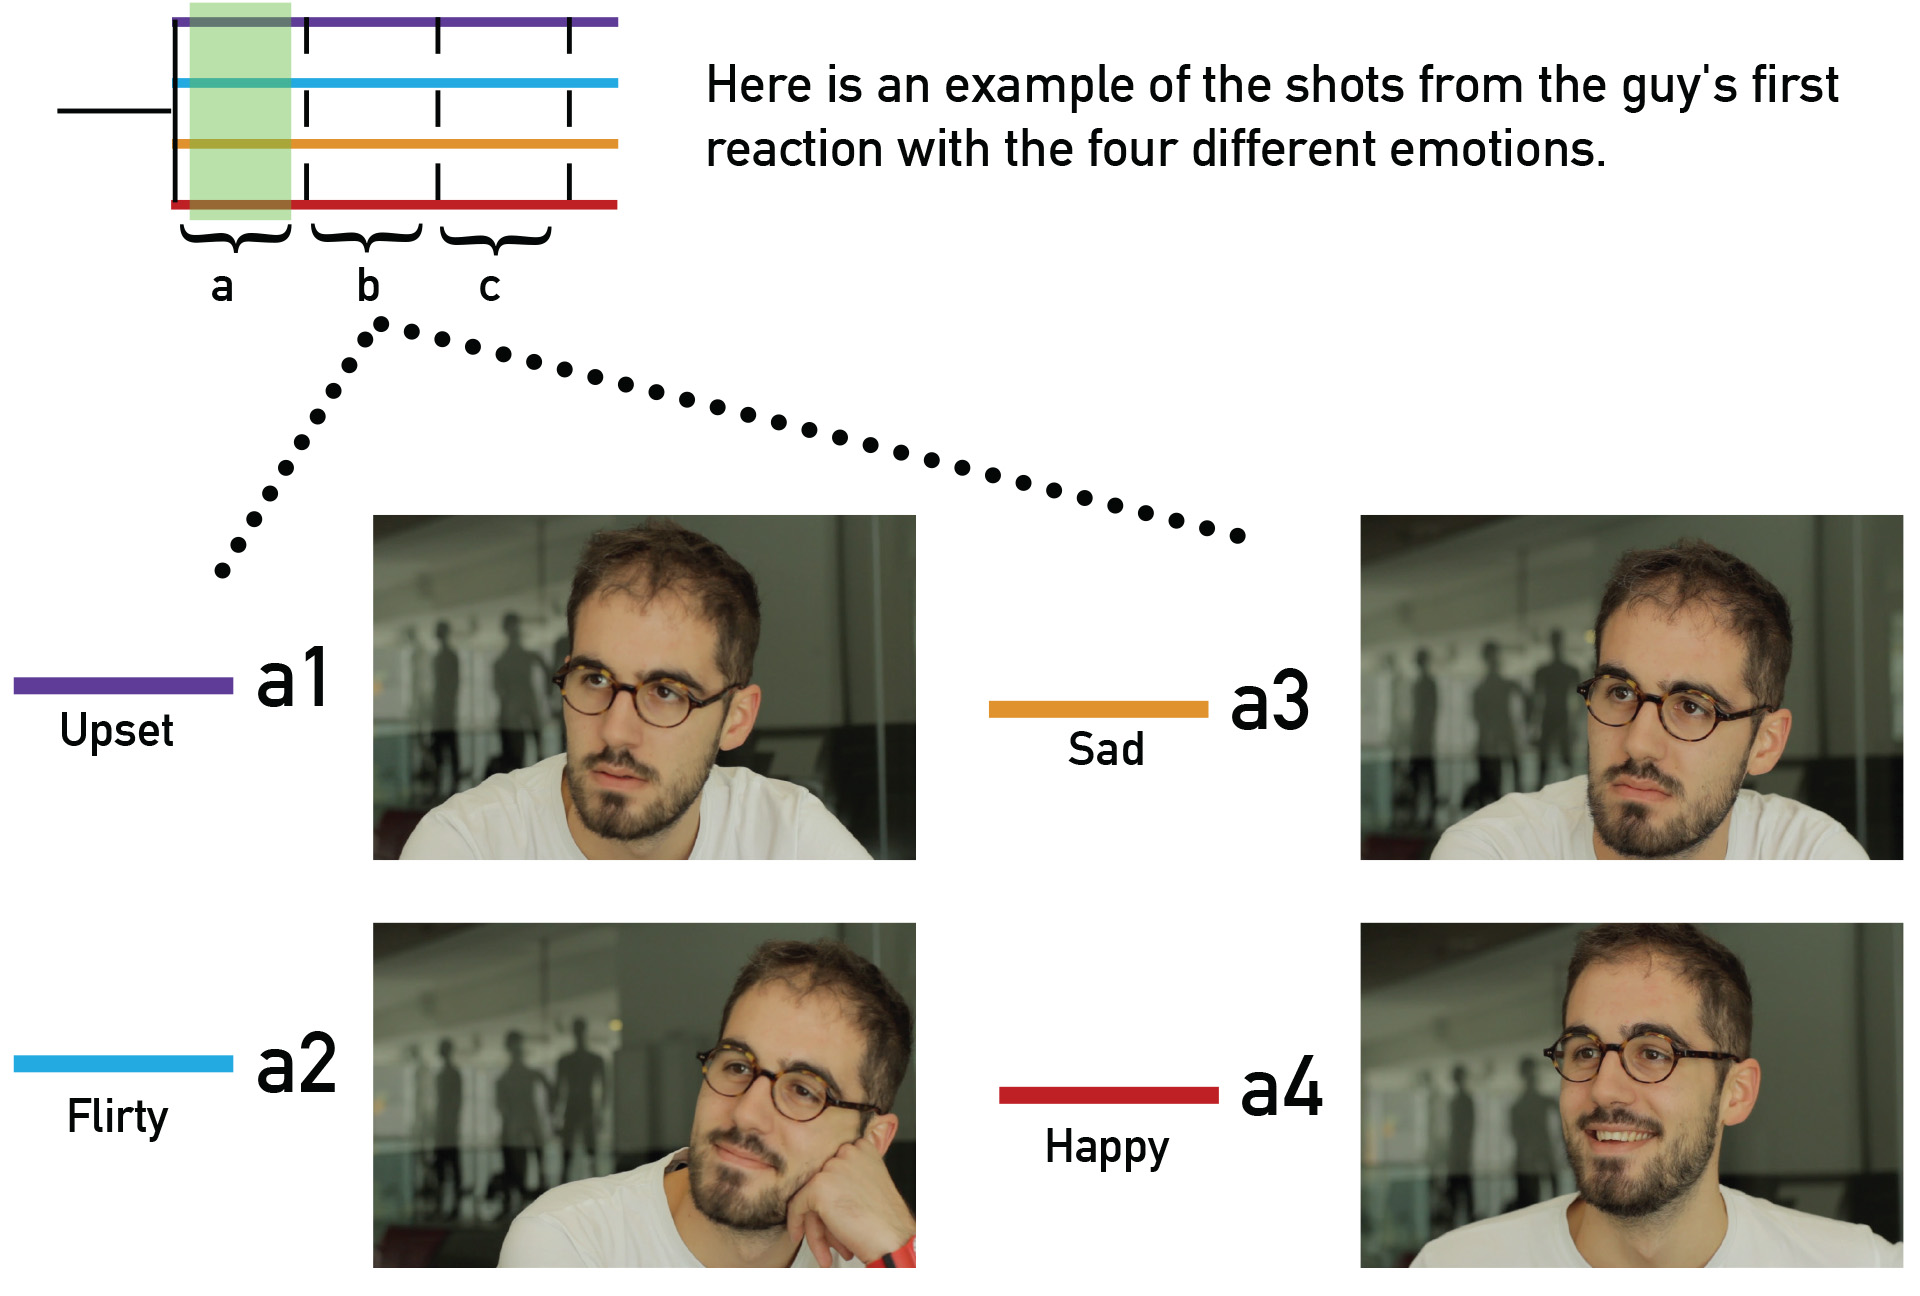 Here is an example of the shots from the guy's first
reaction with the four different emotions.
a
b
c
a1
Upset
a3
Sad
a2
Flirty
a4
Happy